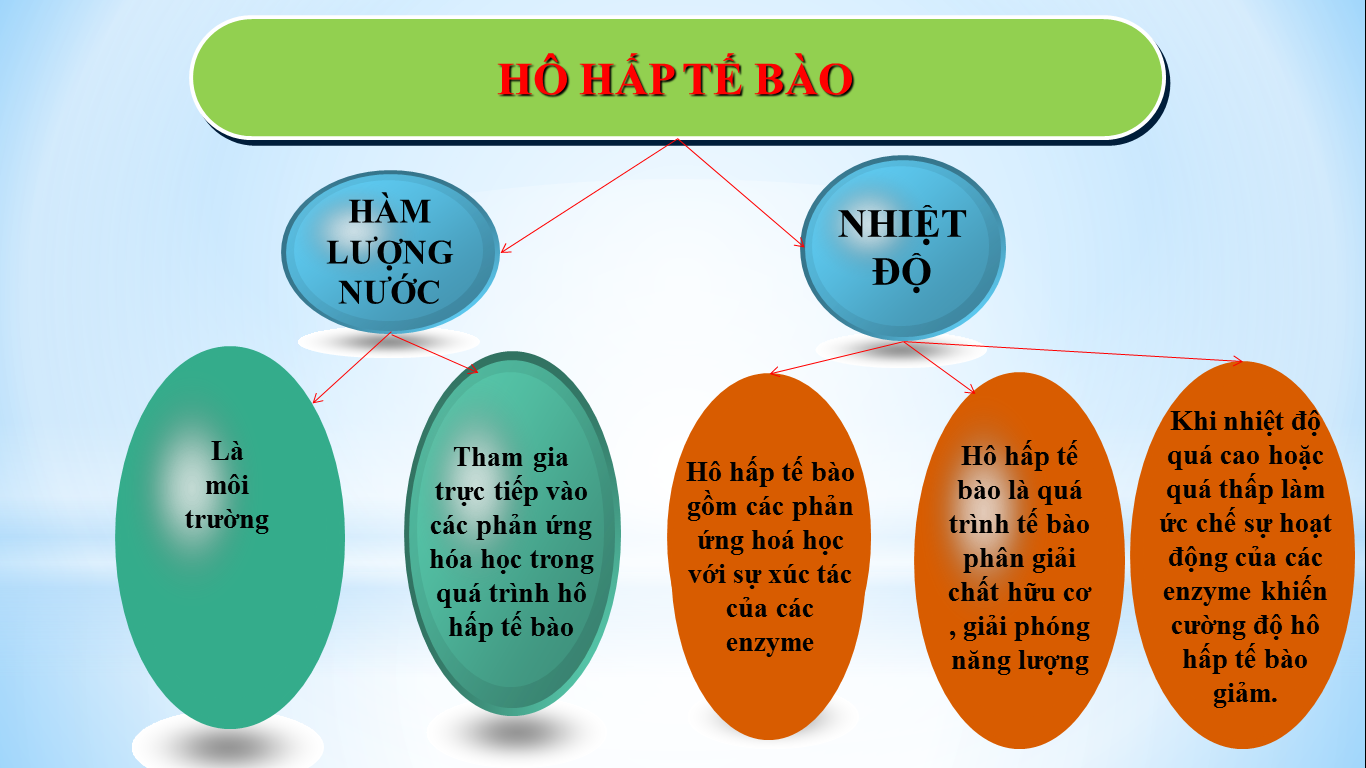 HÔ HẤP TẾ BÀO
HÀM
LƯỢNG
NƯỚC
NHIỆT
ĐỘ
Là
môi
trường
Tham gia
trực tiếp vào
các phản ứng
hóa học trong
quá trình hô
hấp tế bào
Hô hấp tế bào
gồm các phản
ứng hoá học
với sự xúc tác
của các
enzyme
Hô hấp tế
bào là quá
trình tế bào
phân giải
chất hữu cơ
, giải phóng
năng lượng
Khi nhiệt độ
quá cao hoặc
quá thấp làm
ức chế sự hoạt
động của các
enzyme khiến
cường độ hô
hấp tế bào
giảm.